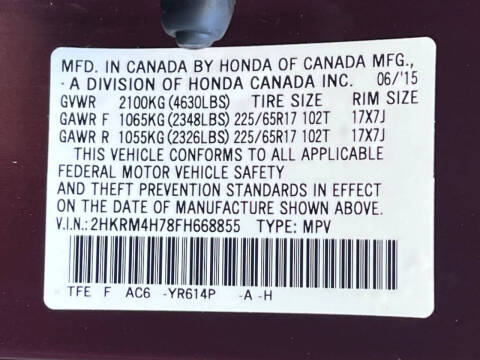 MFD. IN CANADA BY HONDA OF CANADA MFG.,
A DIVISION OF HONDA CANADA INC. 06/'15
GVWR 2100KG (4630LBS) TIRE SIZE RIM SIZE
GAWR F 1065KG (2348LBS) 225/65R17 102T 17X7J
GAWR R 1055KG (2326LBS) 225/65R17 102T 17X7J
THIS VEHICLE CONFORMS TO ALL APPLICABLE
FEDERAL MOTOR VEHICLE SAFETY
AND THEFT PREVENTION STANDARDS IN EFFECT
ON THE DATE OF MANUFACTURE SHOWN ABOVE.
V.I.N.: 2HKRM4H78FH668855 TYPE: MPV
TFE F AC6 -YR614P -A -H